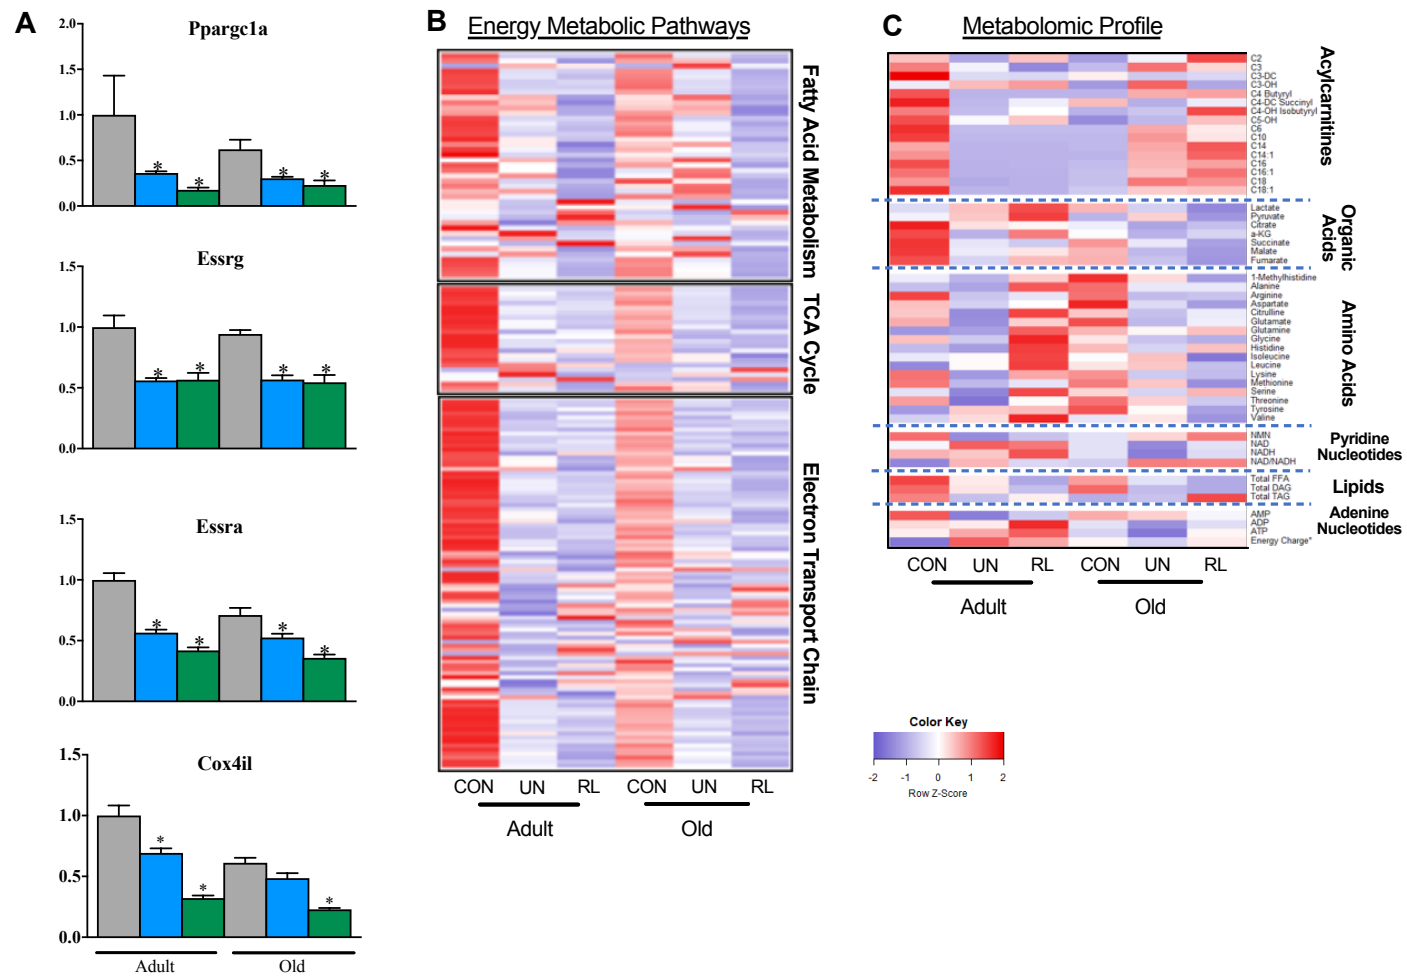 A
Ppargc1a
2.0
1.5
1.0
0.5
0.0
*
*
*
*
Essrg
1.5
1.0
0.5
0.0
*
*
*
*
Essra
1.5
1.0
0.5
0.0
*
*
*
*
Cox4il
1.5
1.0
0.5
0.0
*
*
*
Adult
Old
B
Energy Metabolic Pathways
Fatty Acid Metabolism
TCA Cycle
Electron Transport Chain
CON UN RL CON UN RL
Adult
Old
C
Metabolomic Profile
C2
C3
C3-DC
C3-OH
C4 Butyryl
C4-DC Succinyl
C4-OH Isobutyryl
C5-OH
C6
C10
C14
C14:1
C16
C16:1
C18
C18:1
Acylcarnitines
Lactate
Pyruvate
Citrate
a-KG
Succinate
Malate
Fumarate
Organic
Acids
1-Methylhistidine
Alanine
Arginine
Aspartate
Citrulline
Glutamate
Glutamine
Glycine
Histidine
Isoleucine
Leucine
Lysine
Methionine
Serine
Threonine
Tyrosine
Valine
Amino Acids
NMN
NAD
NADH
NAD/NADH
Pyridine
Nucleotides
Total FFA
Total DAG
Total TAG
Lipids
AMP
ADP
ATP
Energy Charge*
Adenine
Nucleotides
CON UN RL CON UN RL
Adult
Old
Color Key
-2 -1 0 1 2
Row Z-Score